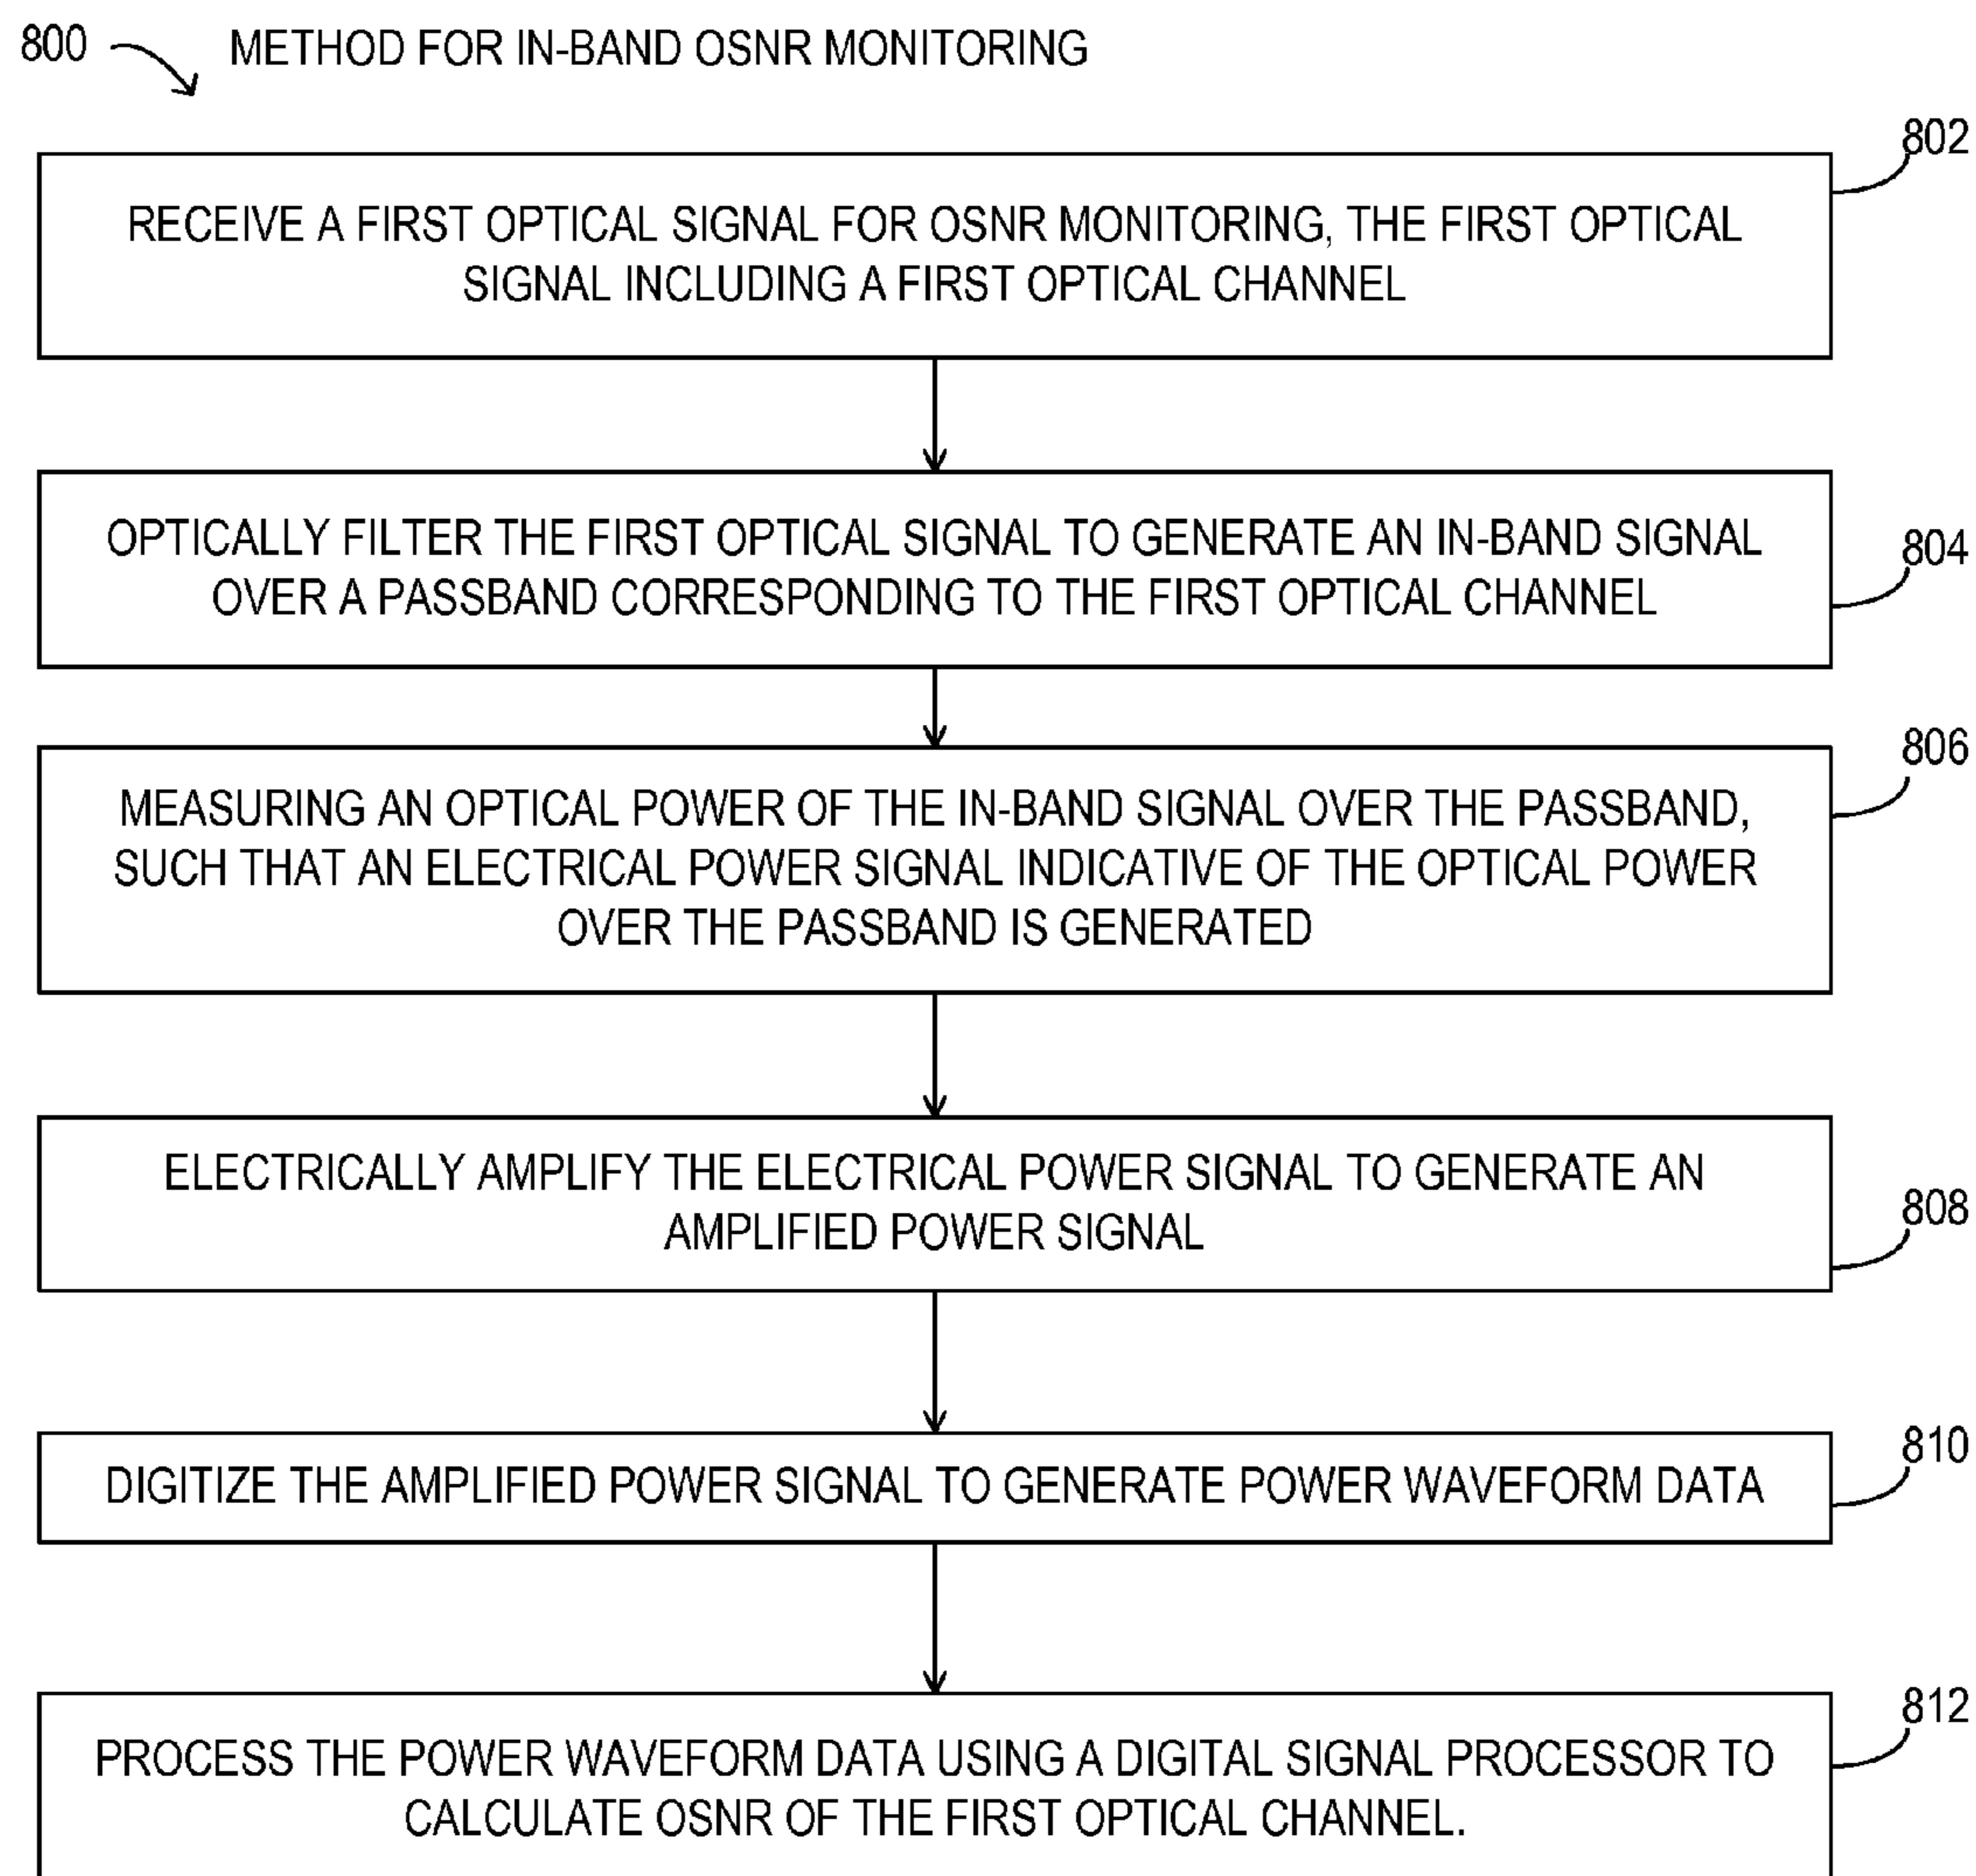 800 METHOD FOR IN-BAND OSNR MONITORING
802
RECEIVE A FIRST OPTICAL SIGNAL FOR OSNR MONITORING, THE FIRST OPTICAL
SIGNAL INCLUDING A FIRST OPTICAL CHANNEL
OPTICALLY FILTER THE FIRST OPTICAL SIGNAL TO GENERATE AN IN-BAND SIGNAL
804
OVER A PASSBAND CORRESPONDING TO THE FIRST OPTICAL CHANNEL
806
MEASURING AN OPTICAL POWER OF THE IN-BAND SIGNAL OVER THE PASSBAND,
SUCH THAT AN ELECTRICAL POWER SIGNAL INDICATIVE OF THE OPTICAL POWER
OVER THE PASSBAND IS GENERATED
ELECTRICALLY AMPLIFY THE ELECTRICAL POWER SIGNAL TO GENERATE AN
808
AMPLIFIED POWER SIGNAL
810
DIGITIZE THE AMPLIFIED POWER SIGNAL TO GENERATE POWER WAVEFORM DATA
812
PROCESS THE POWER WAVEFORM DATA USING A DIGITAL SIGNAL PROCESSOR TO
CALCULATE OSNR OF THE FIRST OPTICAL CHANNEL.